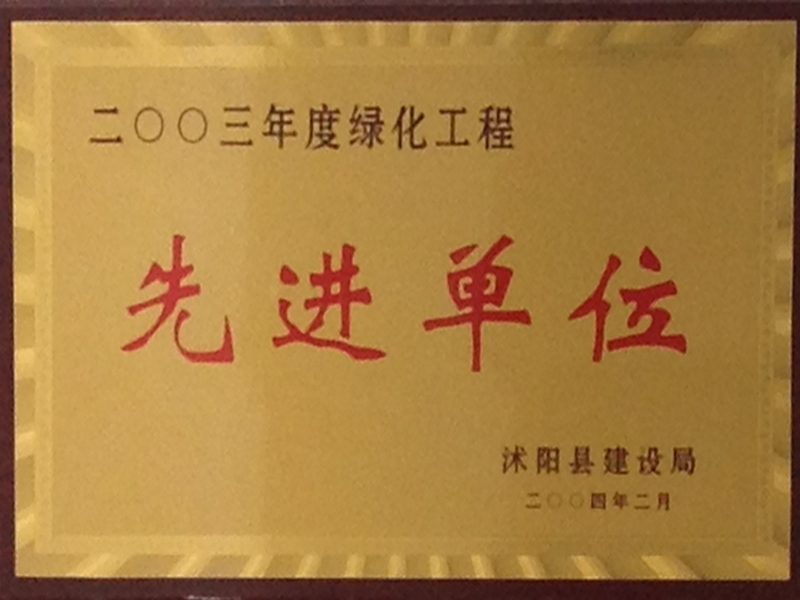 二〇〇三年度绿化工程
先进单位
沭阳县建设局
二〇〇四年二月